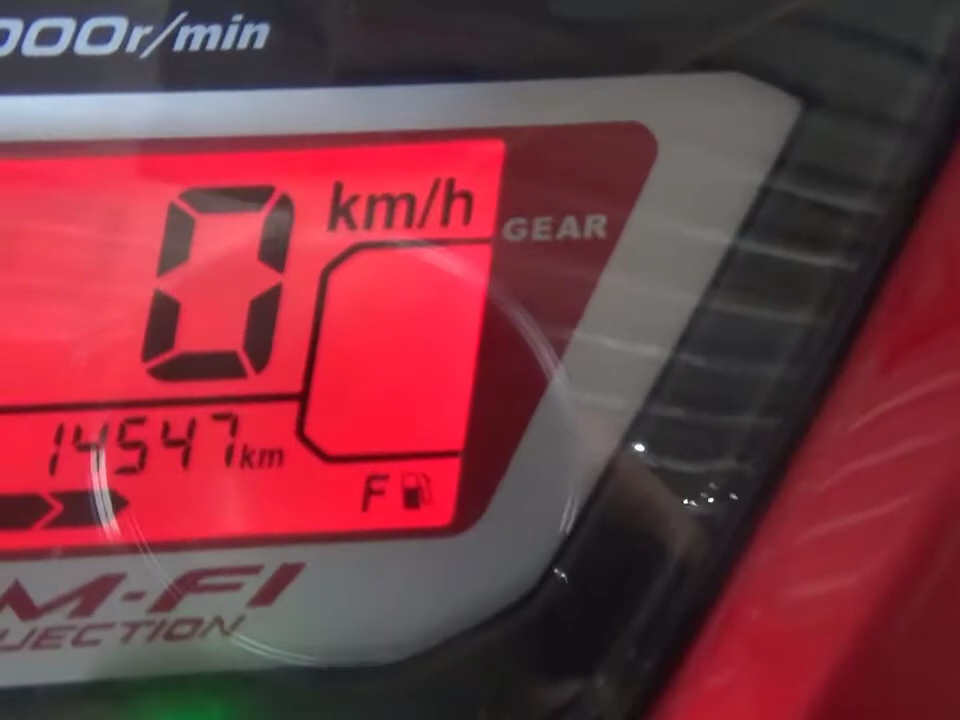 000r/min
0 km/h
GEAR
14547km
F
M-FI
JECTION